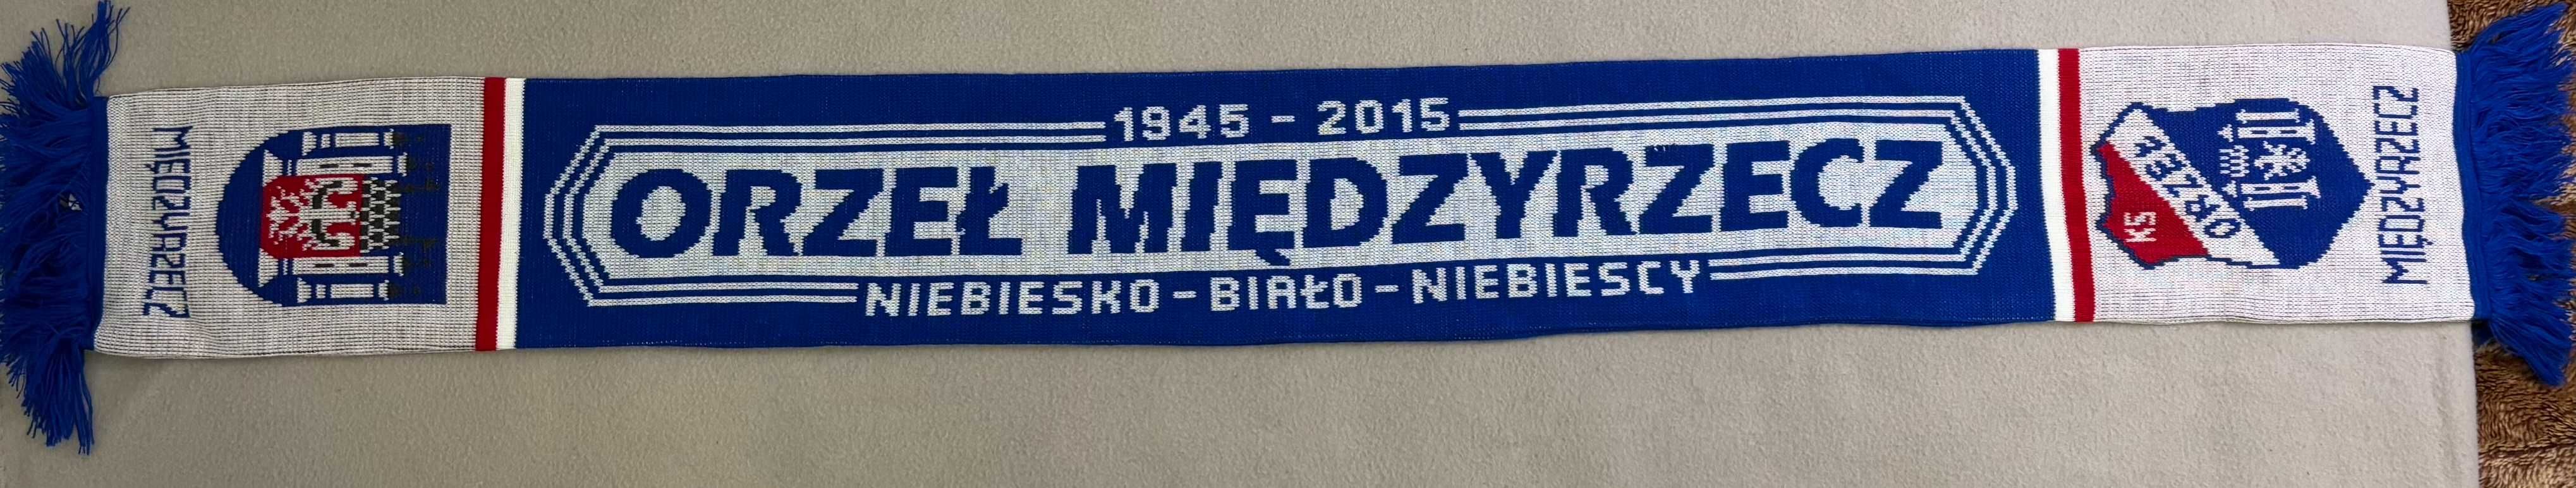 MIĘDZYRZECZ
1945 - 2015
ORZEŁ MIĘDZYRZECZ
NIEBIESKO - BIAŁO - NIEBIESCY
KS
ORZEŁ
MIĘDZYRZECZ